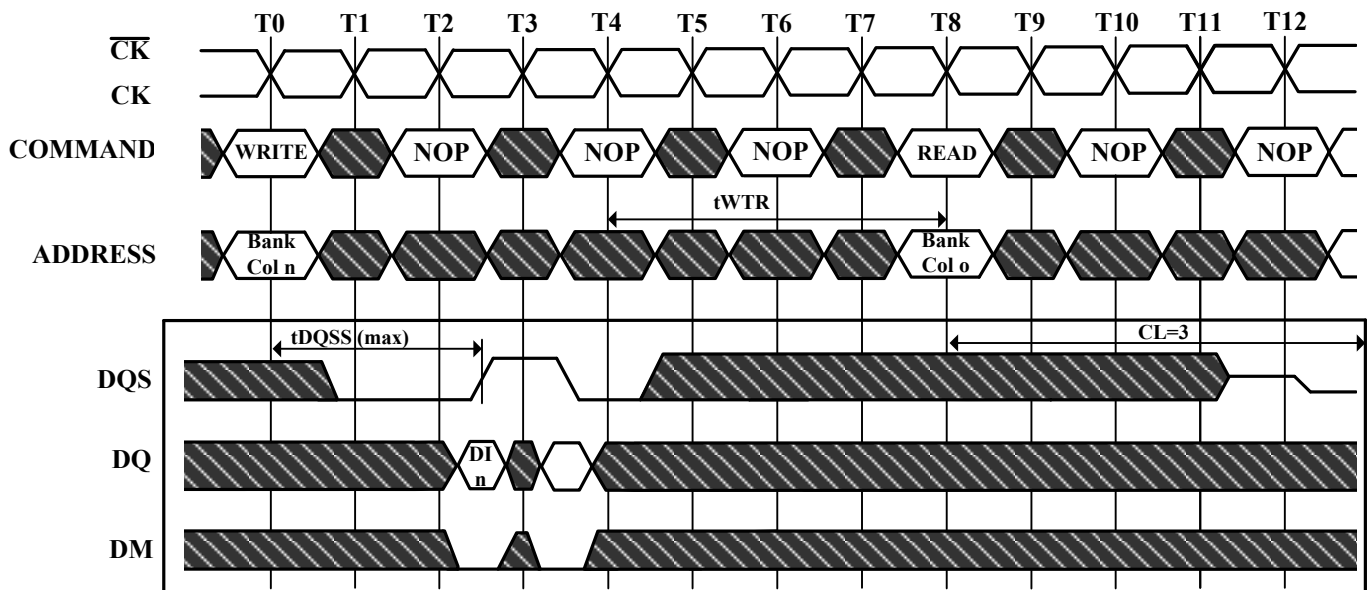 T0 T1 T2 T3 T4 T5 T6 T7 T8 T9 T10 T11 T12
CK
CK
COMMAND WRITE NOP NOP NOP READ NOP NOP
tWTR
ADDRESS Bank Col n Bank Col o
tDQSS (max) CL=3
DQS
DQ DI n
DM